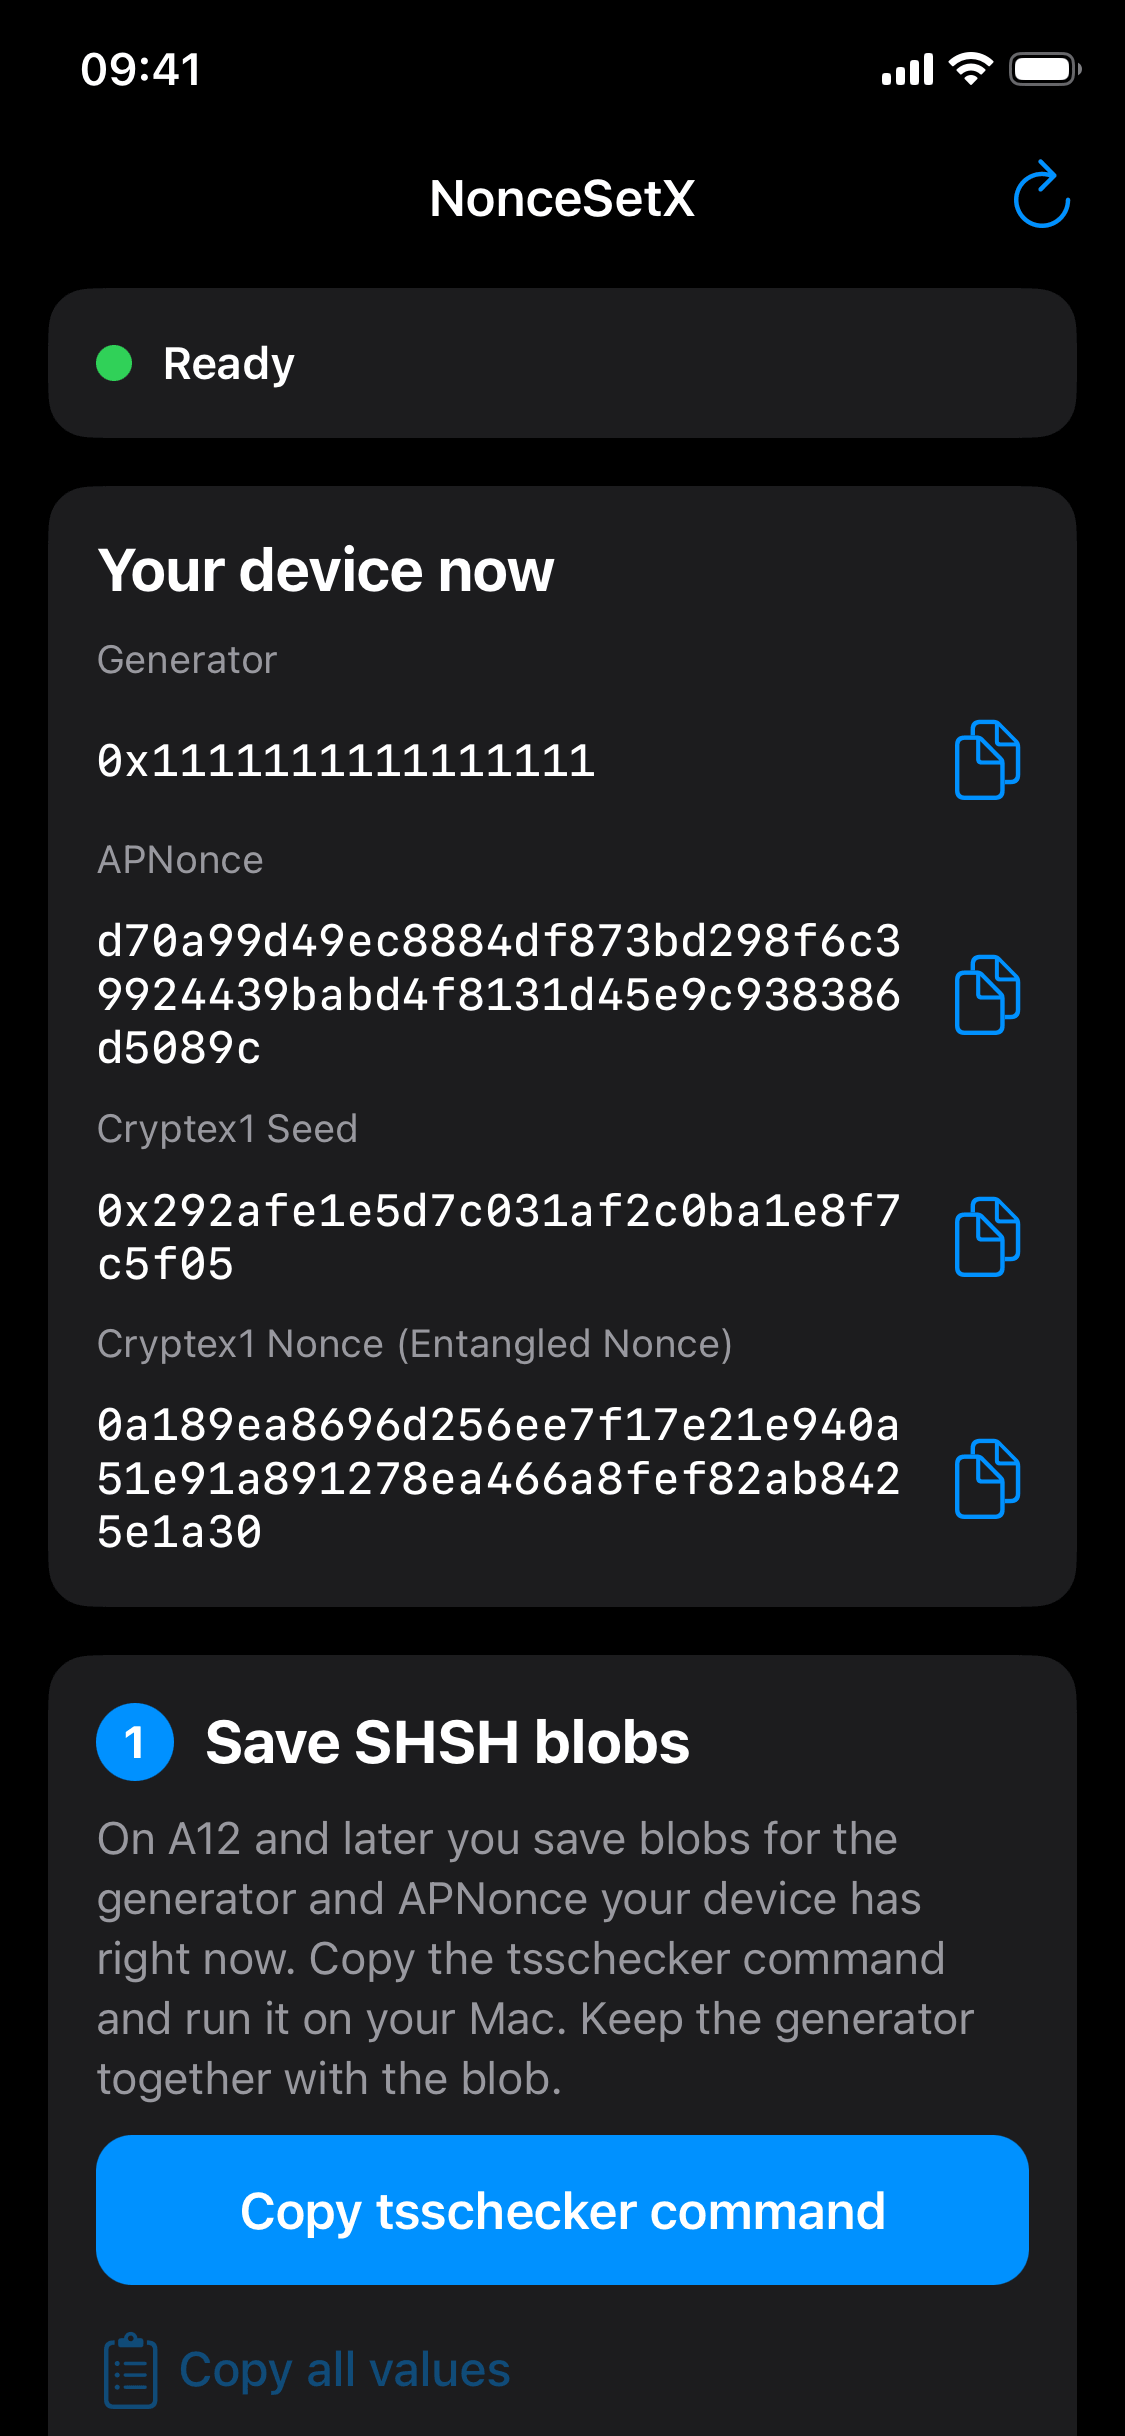 09:41
NonceSetX
Ready
Your device now
Generator
0x1111111111111111
APNonce
d70a99d49ec8884df873bd298f6c3
9924439babd4f8131d45e9c938386
d5089c
Cryptex1 Seed
0x292afe1e5d7c031af2c0ba1e8f7
c5f05
Cryptex1 Nonce (Entangled Nonce)
0a189ea8696d256ee7f17e21e940a
51e91a891278ea466a8fef82ab842
5e1a30
1 Save SHSH blobs
On A12 and later you save blobs for the
generator and APNonce your device has
right now. Copy the tsschecker command
and run it on your Mac. Keep the generator
together with the blob.
Copy tsschecker command
Copy all values